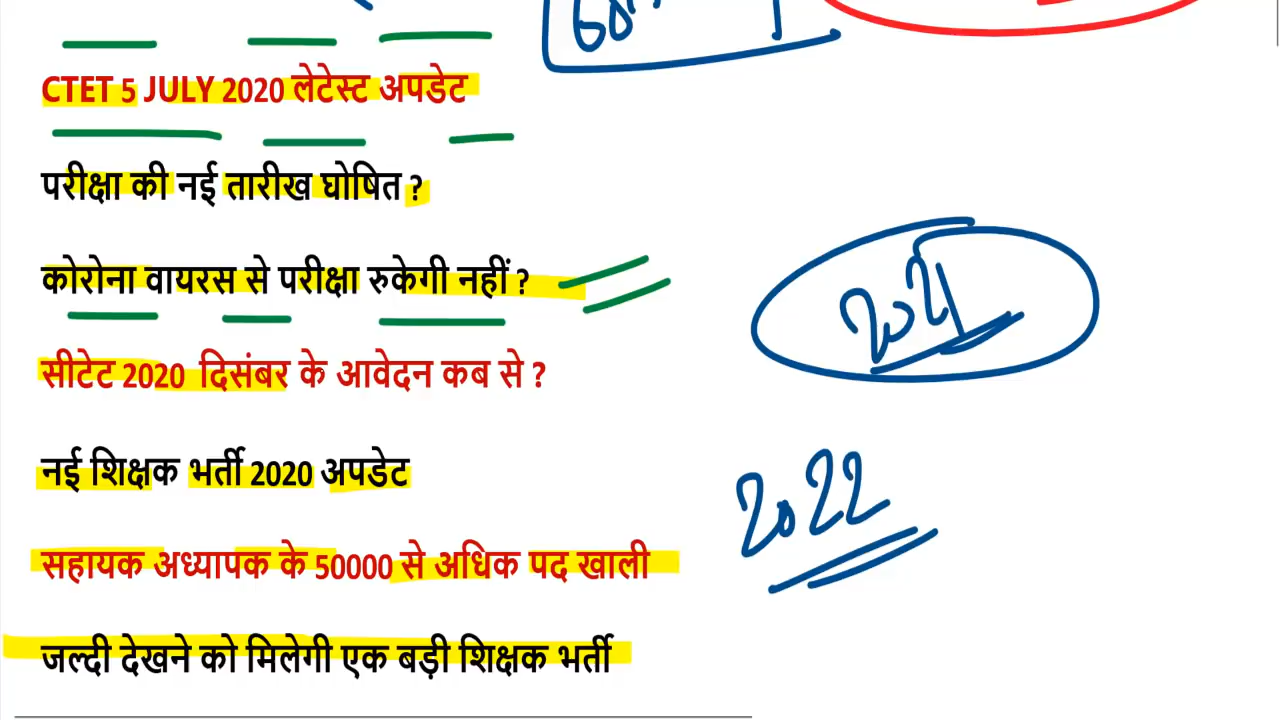 CTET 5 JULY 2020 लेटेस्ट अपडेट
परीक्षा की नई तारीख घोषित ?
कोरोना वायरस से परीक्षा रुकेगी नहीं ?
2021
सीटेट 2020 दिसंबर के आवेदन कब से ?
नई शिक्षक भर्ती 2020 अपडेट
2022
सहायक अध्यापक के 50000 से अधिक पद खाली
जल्दी देखने को मिलेगी एक बड़ी शिक्षक भर्ती